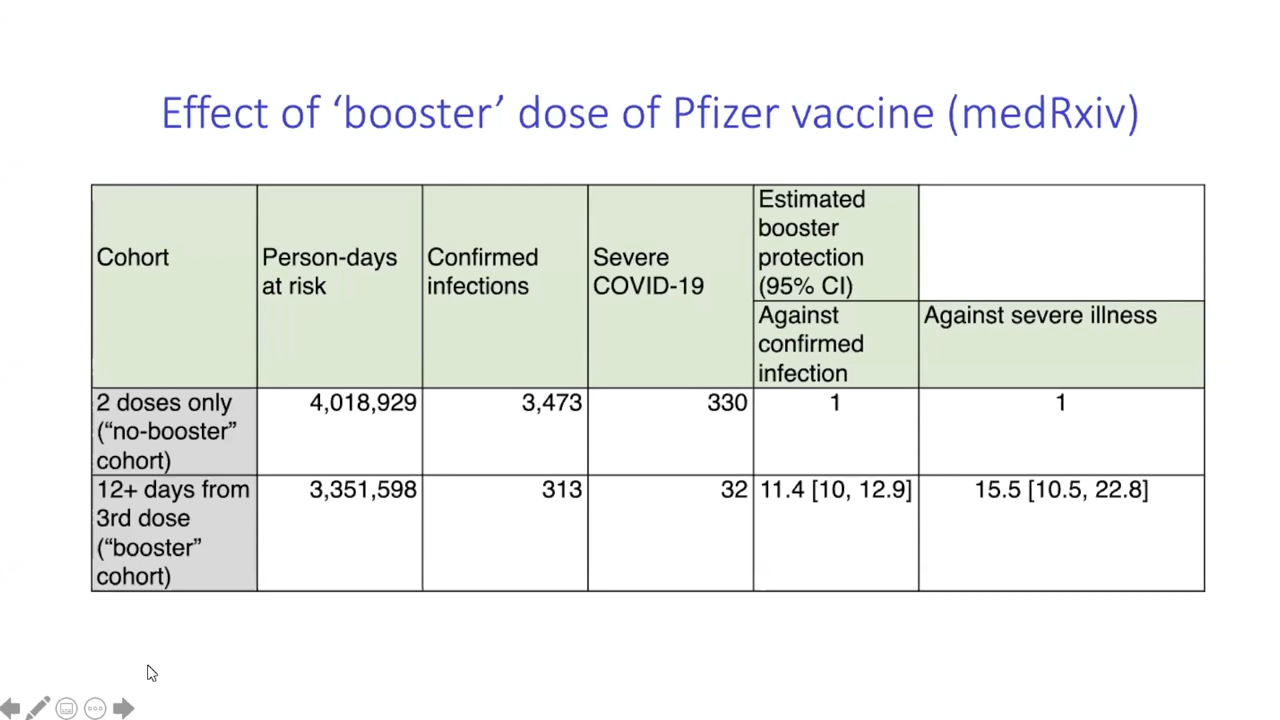 Effect of ‘booster’ dose of Pfizer vaccine (medRxiv)
Cohort
Person-days
at risk
Confirmed
infections
Severe
COVID-19
Estimated
booster
protection
(95% CI)
Against
confirmed
infection
Against severe illness
2 doses only
(“no-booster”
cohort)
4,018,929
3,473
330
1
1
12+ days from
3rd dose
(“booster”
cohort)
3,351,598
313
32
11.4 [10, 12.9]
15.5 [10.5, 22.8]